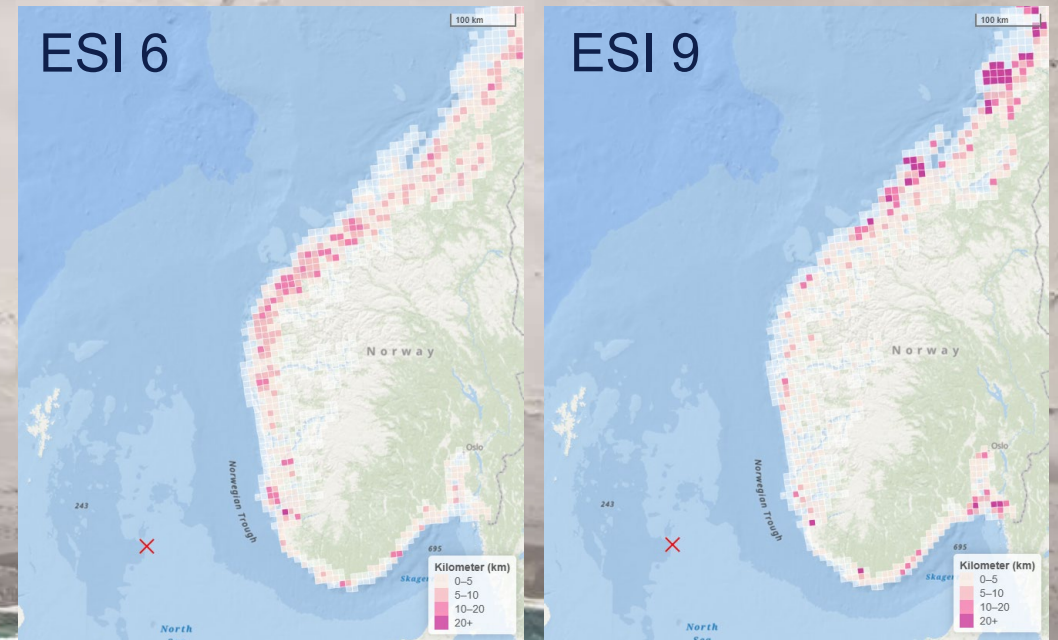 ESI 6
100 km
Norway
Oslo
Norwegian Trough
243
695
Skager
North
Kilometer (km)
0–5
5–10
10–20
20+
ESI 9
100 km
Norway
Oslo
Norwegian Trough
243
695
Skager
North
Kilometer (km)
0–5
5–10
10–20
20+